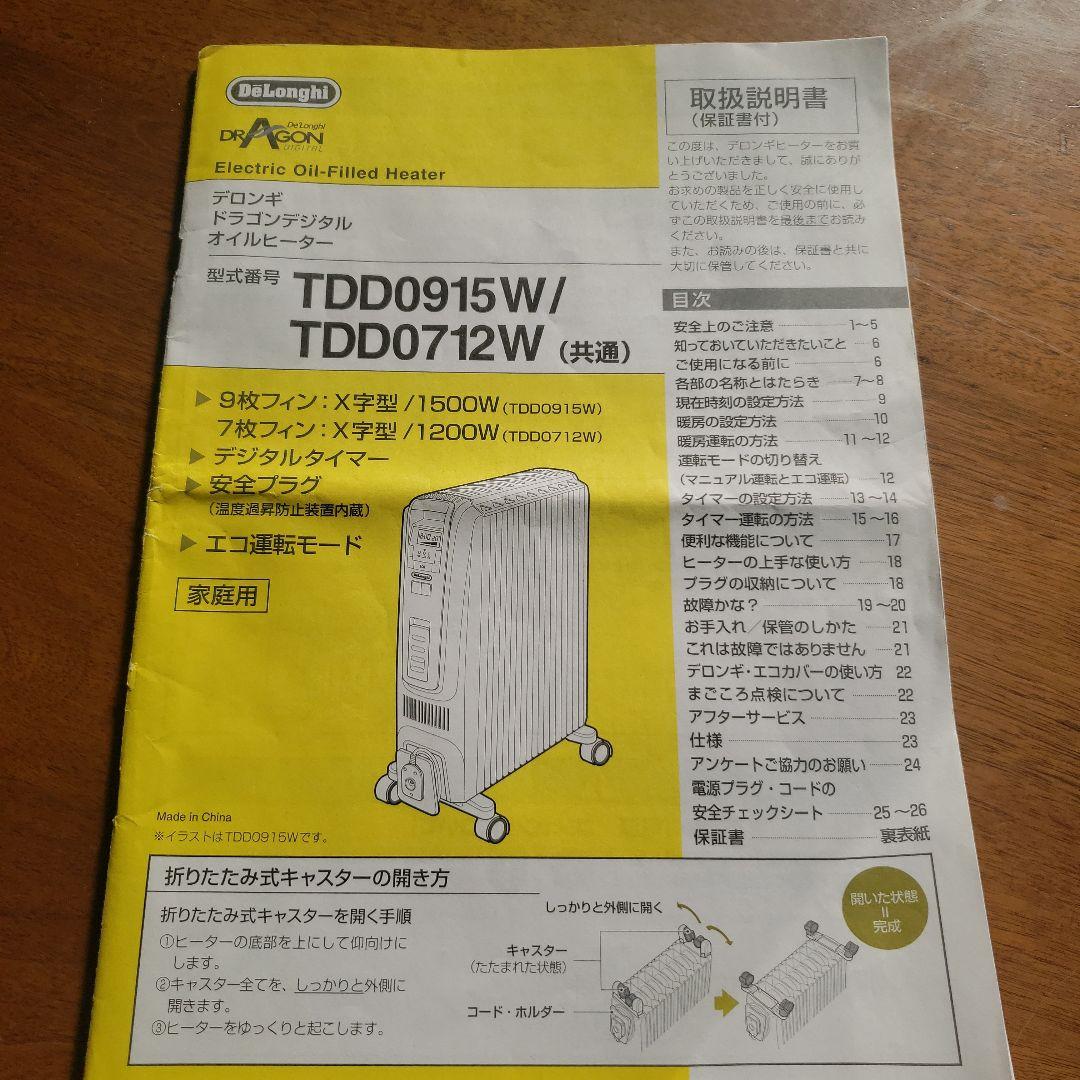 DeLonghi
De'Longhi
DRAGON
DIGITAL
Electric Oil-Filled Heater
デロンギ
ドラゴンデジタル
オイルヒーター
型式番号 TDD0915W/
TDD0712W (共通)
▶ 9枚フィン:X字型/1500W(TDD0915W)
7枚フィン:X字型/1200W(TDD0712W)
▶ デジタルタイマー
▶ 安全プラグ
(温度過昇防止装置内蔵)
▶ エコ運転モード
家庭用
DeLonghi
Made in China
※イラストはTDD0915Wです。
取扱説明書
(保証書付)
この度は、デロンギヒーターをお買
い上げいただきまして、誠にありが
とうございました。
お求めの製品を正しく安全に使用し
ていただくため、ご使用の前に、必
ずこの取扱説明書を最後までお読み
ください。
また、お読みの後は、保証書と共に
大切に保管してください。
目次
安全上のご注意 1～5
知っておいていただきたいこと 6
ご使用になる前に 6
各部の名称とはたらき 7～8
現在時刻の設定方法 9
暖房の設定方法 10
暖房運転の方法 11～12
運転モードの切り替え
(マニュアル運転とエコ運転) 12
タイマーの設定方法 13～14
タイマー運転の方法 15～16
便利な機能について 17
ヒーターの上手な使い方 18
プラグの収納について 18
故障かな? 19～20
お手入れ/保管のしかた 21
これは故障ではありません 21
デロンギ・エコカバーの使い方 22
まごころ点検について 22
アフターサービス 23
仕様 23
アンケートご協力のお願い 24
電源プラグ・コードの
安全チェックシート 25～26
保証書 裏表紙
折りたたみ式キャスターの開き方
折りたたみ式キャスターを開く手順
①ヒーターの底部を上にして仰向けに
します。
②キャスター全てを、しっかりと外側に
開きます。
③ヒーターをゆっくりと起こします。
しっかりと外側に開く
キャスター
(たたまれた状態)
コード・ホルダー
開いた状態
=
完成